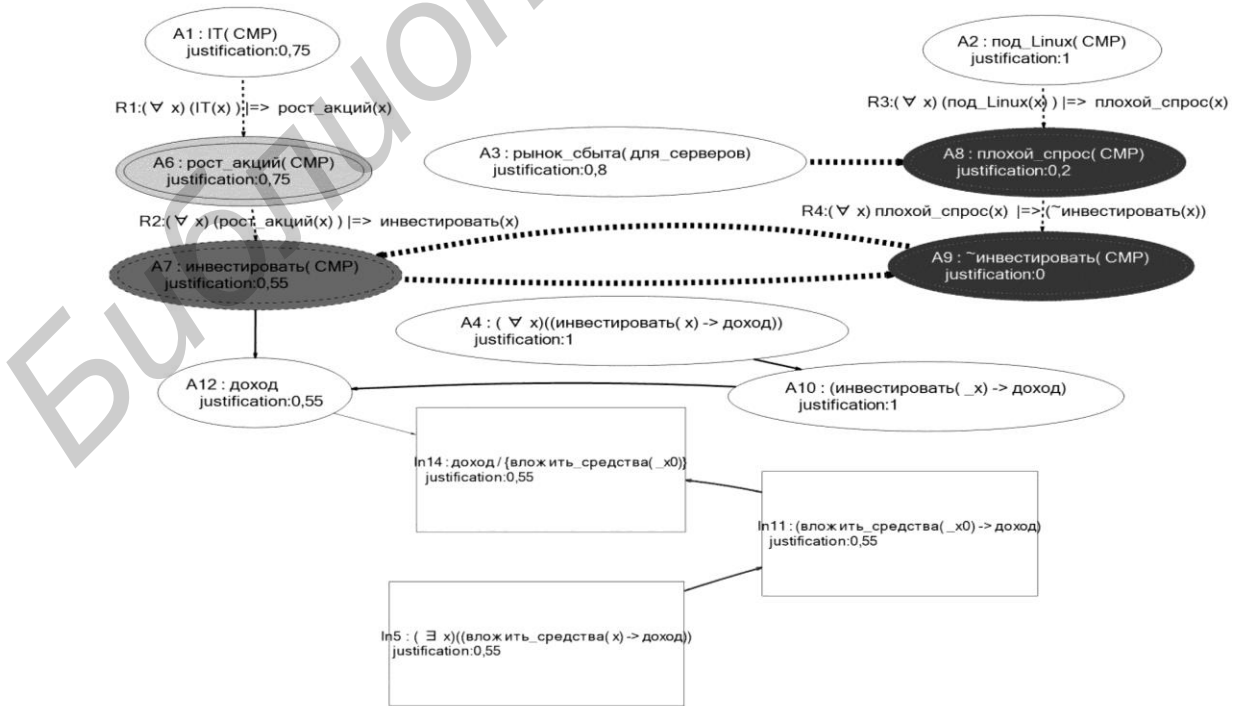 A1 : IT( CMP)
justification:0,75
A2 : под_Linux( CMP)
justification:1
R1:(∀ x) (IT(x) ) |=> рост_акций(x)
R3:(∀ x) (под_Linux(x) ) |=> плохой_спрос(x)
A6 : рост_акций( CMP)
justification:0,75
A3 : рынок_сбыта( для_серверов)
justification:0,8
A8 : плохой_спрос( CMP)
justification:0,2
R2:(∀ x) (рост_акций(x) ) |=> инвестировать(x)
R4:(∀ x) плохой_спрос(x) |=> (~инвестировать(x))
A7 : инвестировать( CMP)
justification:0,55
A9 : ~инвестировать( CMP)
justification:0
A4 : ( ∀ x)((инвестировать( x) -> доход))
justification:1
A12 : доход
justification:0,55
A10 : (инвестировать( _x) -> доход)
justification:1
In14 : доход / {вложить_средства( _x0)}
justification:0,55
In11 : (вложить_средства( _x0) -> доход)
justification:0,55
In5 : ( ∃ x)((вложить_средства( x) -> доход))
justification:0,55
Библио